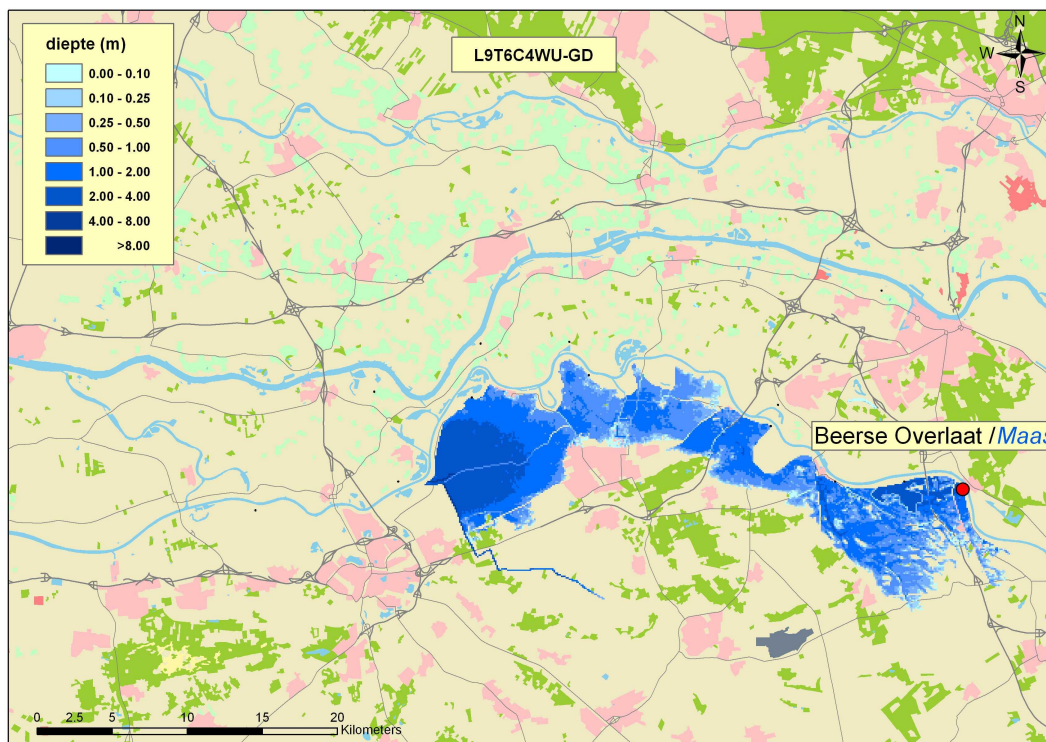 diepte (m)
0.00 - 0.10
0.10 - 0.25
0.25 - 0.50
0.50 - 1.00
1.00 - 2.00
2.00 - 4.00
4.00 - 8.00
>8.00
L9T6C4WU-GD
N
W
S
Beerse Overlaat /Maas
0 2.5 5 10 15 20
Kilometers